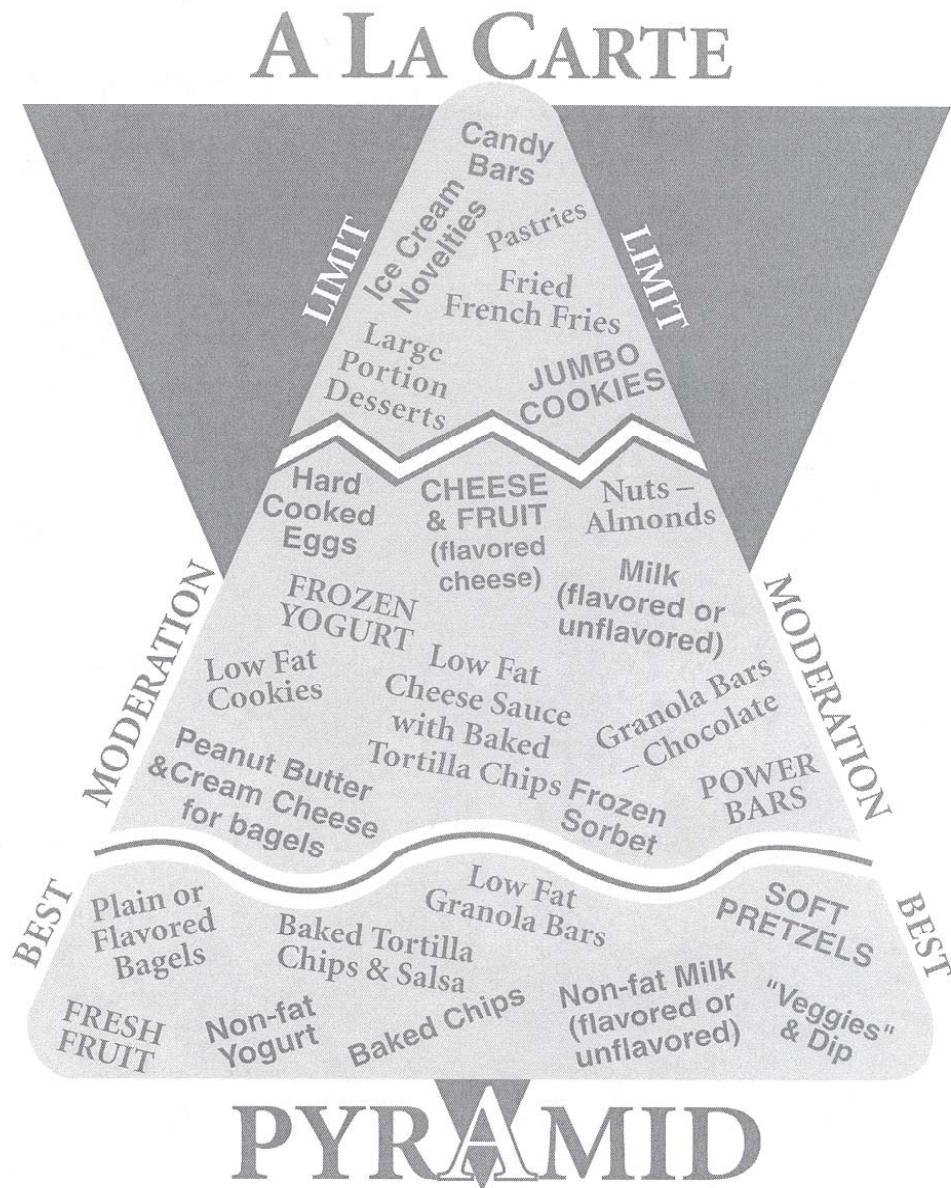 A LA CARTE
Candy
Bars
Ice Cream
Novelties
Pastries
LIMIT
LIMIT
Fried
French Fries
Large
Portion
Desserts
JUMBO
COOKIES
Hard
Cooked
Eggs
CHEESE
& FRUIT
(flavored
cheese)
Nuts –
Almonds
Milk
(flavored or
unflavored)
FROZEN
YOGURT
MODERATION
MODERATION
Low Fat
Cookies
Low Fat
Cheese Sauce
with Baked
Tortilla Chips
Granola Bars
– Chocolate
Peanut Butter
&Cream Cheese
for bagels
Frozen
Sorbet
POWER
BARS
BEST
BEST
Plain or
Flavored
Bagels
Baked Tortilla
Chips & Salsa
Low Fat
Granola Bars
SOFT
PRETZELS
FRESH
FRUIT
Non-fat
Yogurt
Baked Chips
Non-fat Milk
(flavored or
unflavored)
"Veggies"
& Dip
PYRAMID